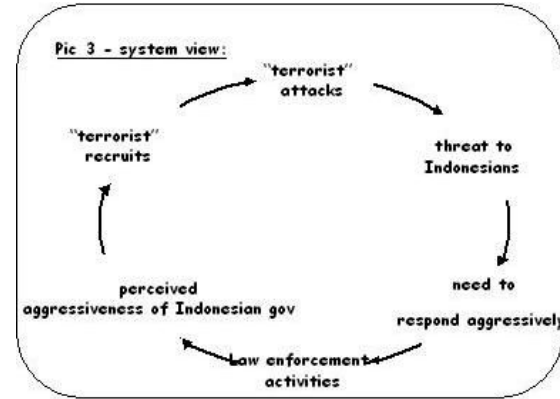 Pic 3 - system view:
"terrorist"
attacks
threat to
Indonesians
need to
respond aggressively
Law enforcement
activities
perceived
aggressiveness of Indonesian gov
"terrorist"
recruits